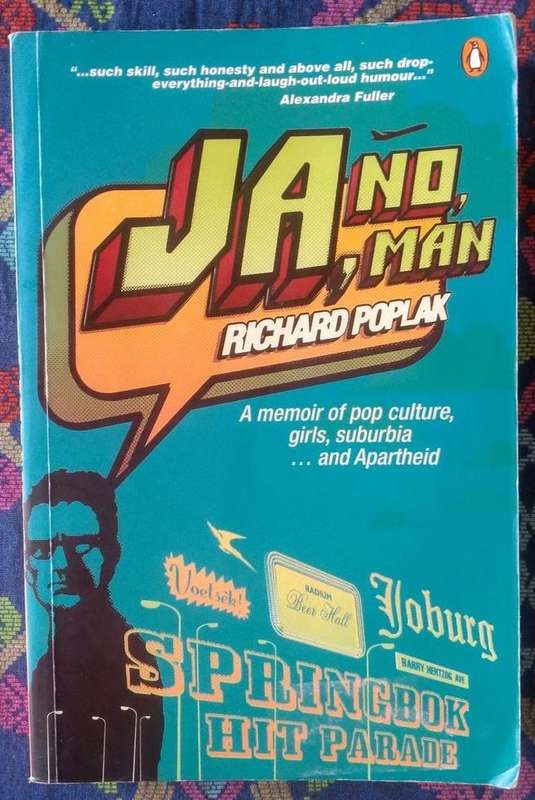 "...such skill, such honesty and above all, such drop-
everything-and-laugh-out-loud humour..."
Alexandra Fuller
JA NO,
, MAN
RICHARD POPLAK
A memoir of pop culture,
girls, suburbia
... and Apartheid
Voetsêk!
RADIUM
Beer Hall
Joburg
BARRY HERTZOG AVE
SPRINGBOK
HIT PARADE